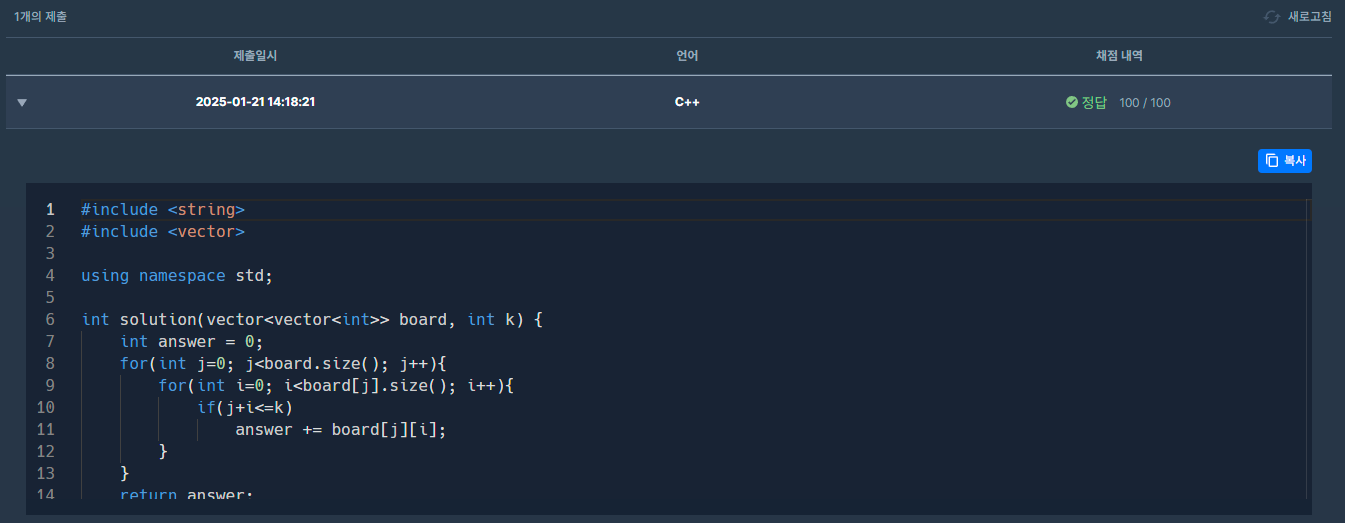 1개의 제출
새로고침
제출일시 언어 채점 내역
2025-01-21 14:18:21 C++ 정답 100 / 100
복사
1 #include <string>
2 #include <vector>
3
4 using namespace std;
5
6 int solution(vector<vector<int>> board, int k) {
7     int answer = 0;
8     for(int j=0; j<board.size(); j++){
9         for(int i=0; i<board[j].size(); i++){
10             if(j+i<=k)
11                 answer += board[j][i];
12         }
13     }
14     return answer;